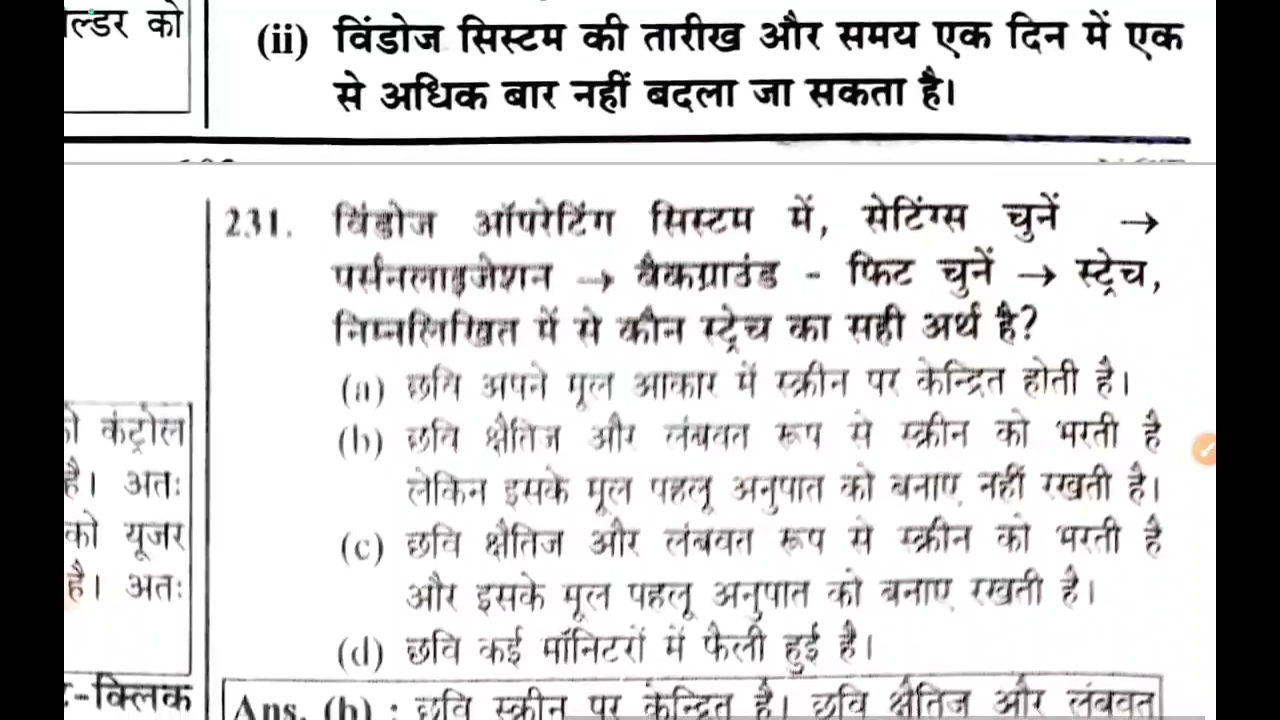 ल्डर को
(ii) विंडोज सिस्टम की तारीख और समय एक दिन में एक
से अधिक बार नहीं बदला जा सकता है।
231. विंडोज ऑपरेटिंग सिस्टम में, सेटिंग्स चुनें →
पर्सनलाइजेशन → बैकग्राउंड - फिट चुनें → स्ट्रेच,
निम्नलिखित में से कौन स्ट्रेच का सही अर्थ है?
(a) छवि अपने मूल आकार में स्क्रीन पर केन्द्रित होती है।
(b) छवि क्षैतिज और लंबवत रूप से स्क्रीन को भरती है
लेकिन इसके मूल पहलू अनुपात को बनाए नहीं रखती है।
(c) छवि क्षैतिज और लंबवत रूप से स्क्रीन को भरती है
और इसके मूल पहलू अनुपात को बनाए रखती है।
(d) छवि कई मॉनिटरों में फैली हुई है।
Ans. (b) : छवि स्क्रीन पर केन्द्रित है। छवि क्षैतिज और लंबवत
कंट्रोल
है। अतः
को यूजर
है। अतः
-क्लिक